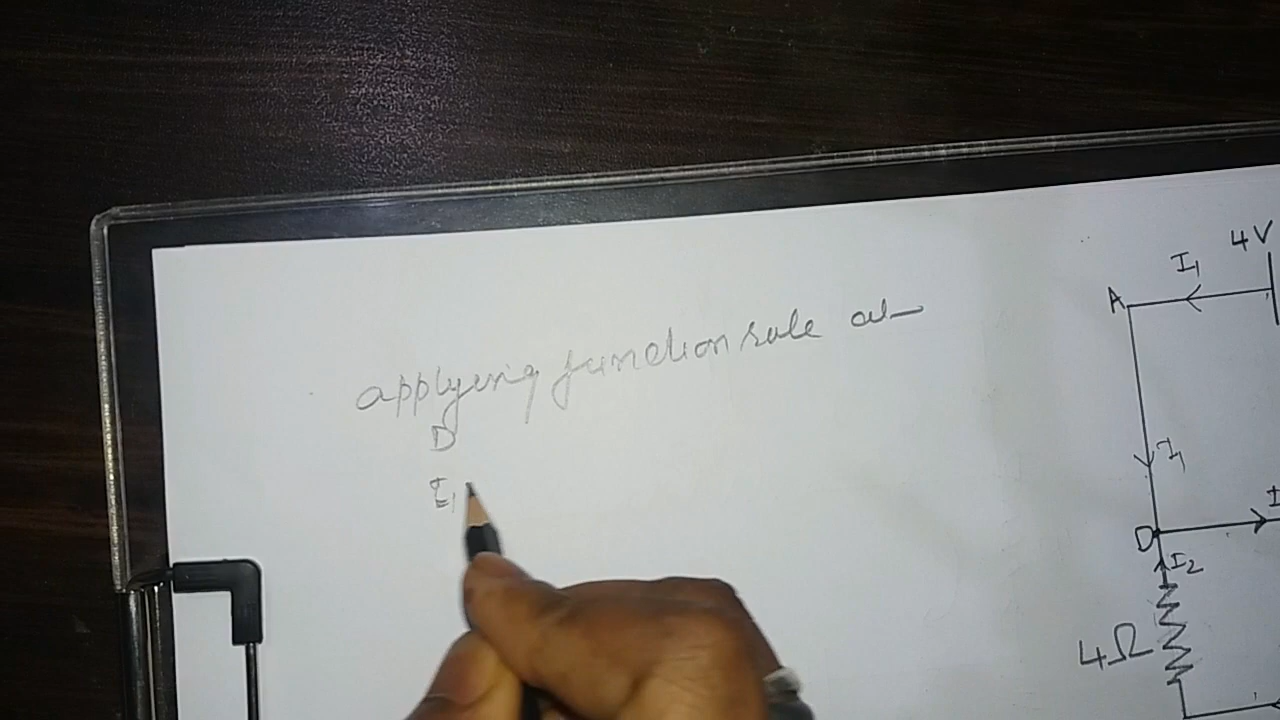 applying junction rule at
D
I₁
4V
I₁
A
I₁
D
I
I₂
4Ω